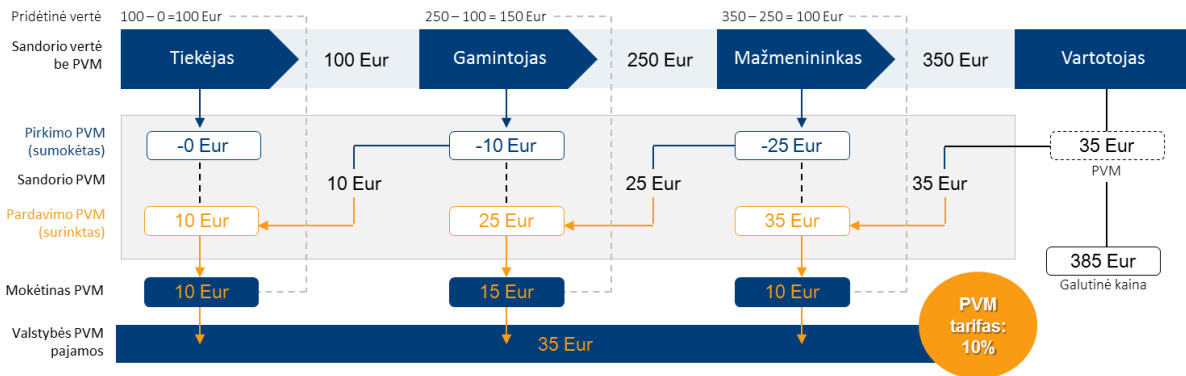 Pridėtinė vertė
100 – 0 =100 Eur
250 – 100 = 150 Eur
350 – 250 = 100 Eur
Sandorio vertė
be PVM
Tiekėjas
100 Eur
Gamintojas
250 Eur
Mažmenininkas
350 Eur
Vartotojas
Pirkimo PVM
(sumokėtas)
-0 Eur
-10 Eur
-25 Eur
35 Eur
PVM
Sandorio PVM
10 Eur
25 Eur
35 Eur
Pardavimo PVM
(surinktas)
10 Eur
25 Eur
35 Eur
385 Eur
Galutinė kaina
Mokėtinas PVM
10 Eur
15 Eur
10 Eur
PVM
tarifas:
10%
Valstybės PVM
pajamos
35 Eur